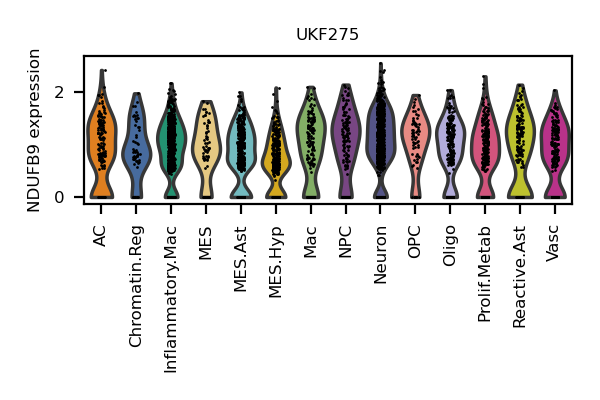 UKF275
NDUFB9 expression
2
0
AC
Chromatin.Reg
Inflammatory.Mac
MES
MES.Ast
MES.Hyp
Mac
NPC
Neuron
OPC
Oligo
Prolif.Metab
Reactive.Ast
Vasc